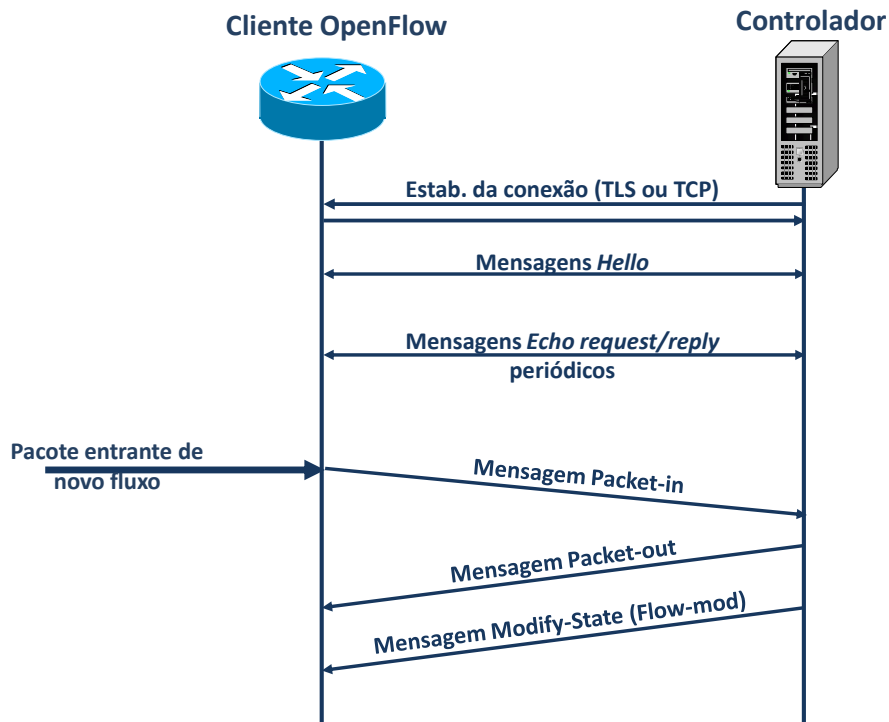 Cliente OpenFlow
Controlador
Estab. da conexão (TLS ou TCP)
Mensagens Hello
Mensagens Echo request/reply
periódicos
Pacote entrante de
novo fluxo
Mensagem Packet-in
Mensagem Packet-out
Mensagem Modify-State (Flow-mod)